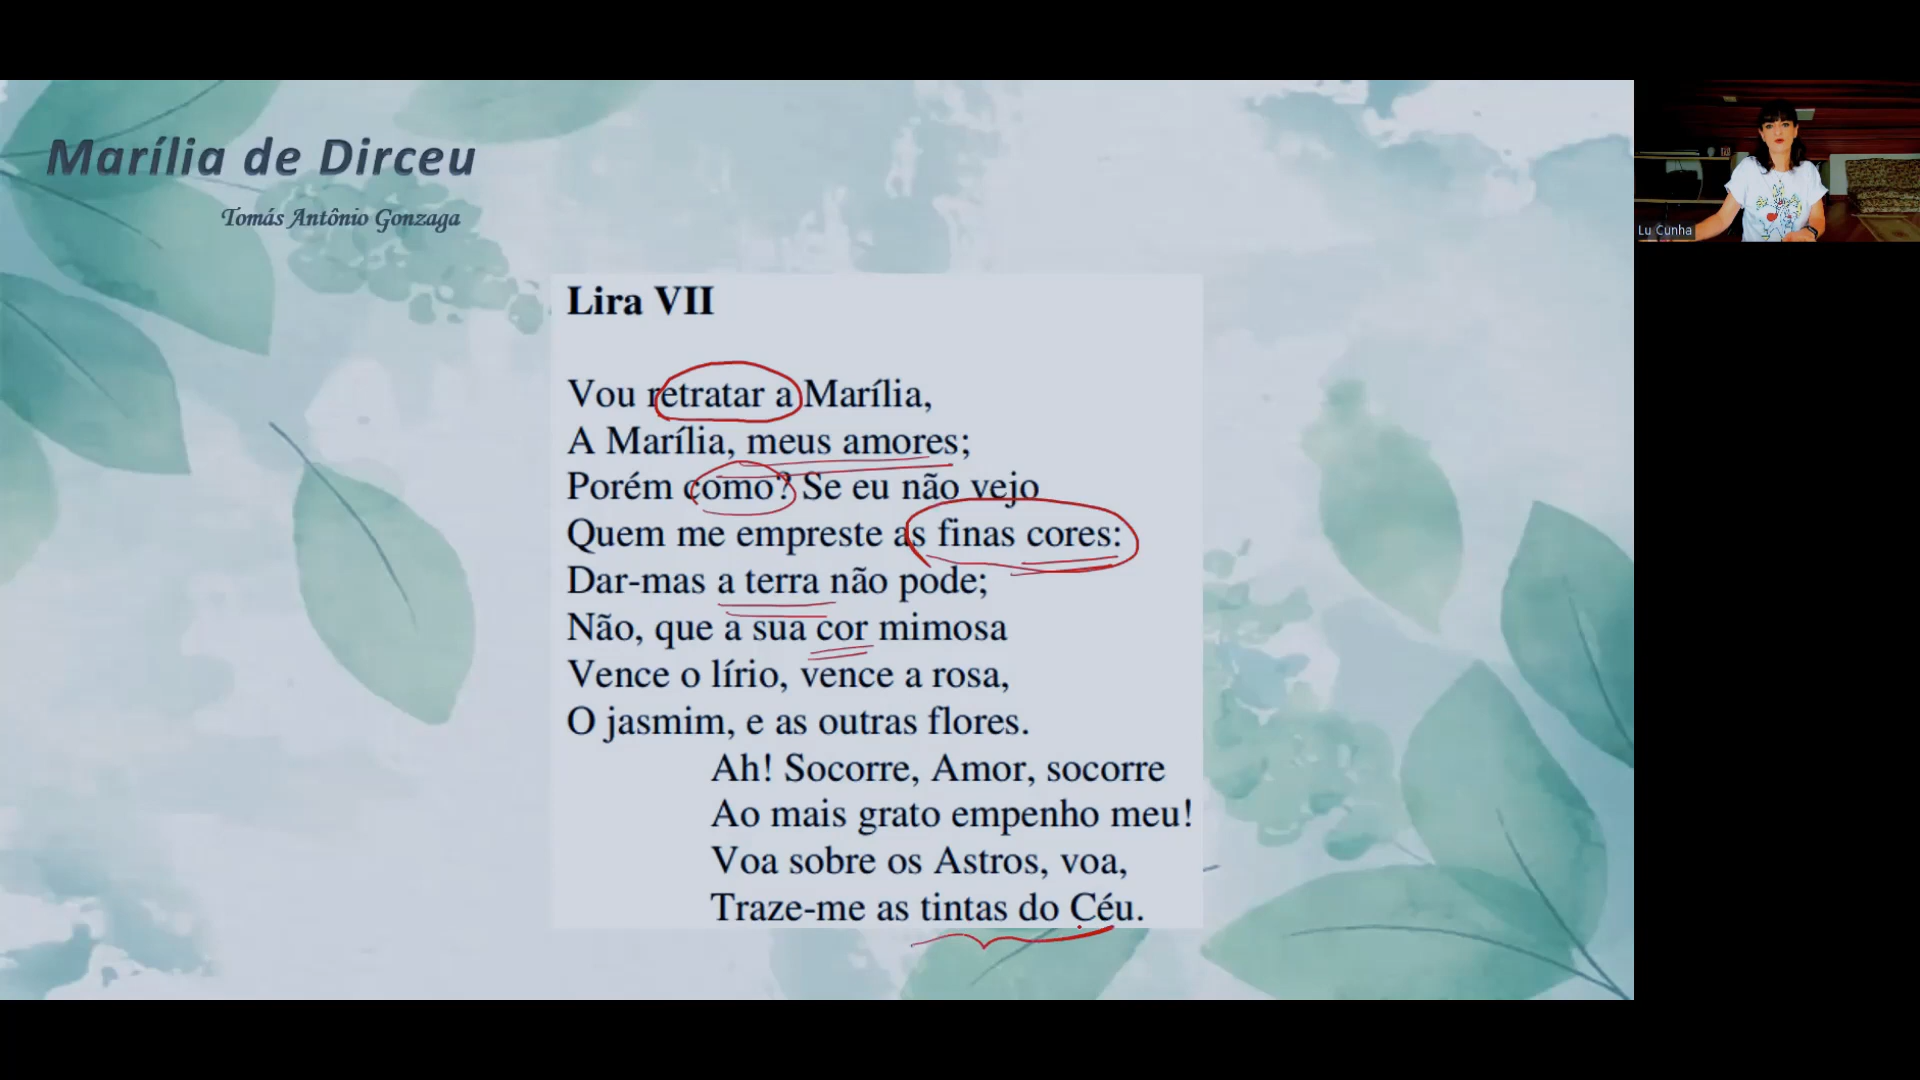 Marília de Dirceu
Tomás Antônio Gonzaga
Lu Cunha
Lira VII
Vou retratar a Marília,
A Marília, meus amores;
Porém como? Se eu não vejo
Quem me empreste as finas cores:
Dar-mas a terra não pode;
Não, que a sua cor mimosa
Vence o lírio, vence a rosa,
O jasmim, e as outras flores.
Ah! Socorre, Amor, socorre
Ao mais grato empenho meu!
Voa sobre os Astros, voa,
Traze-me as tintas do Céu.